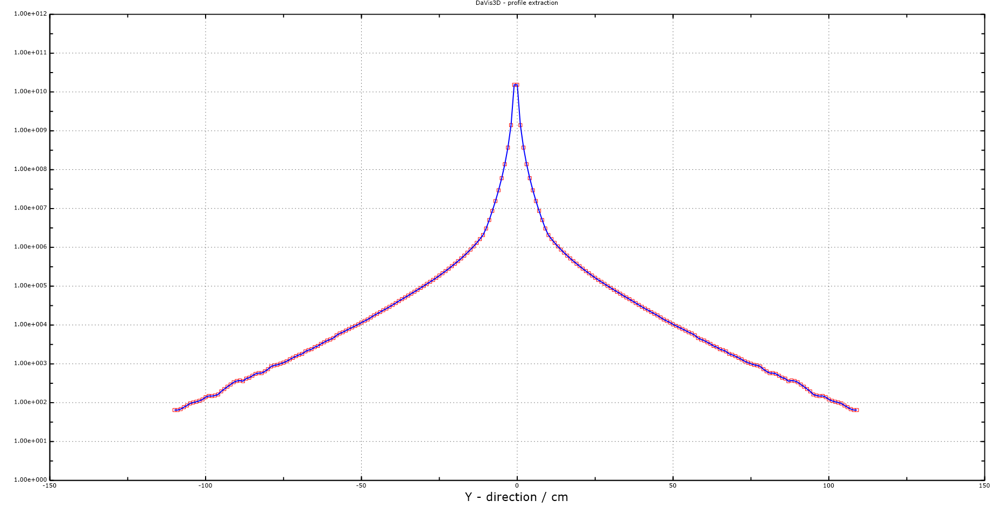 DaVis3D - profile extraction
1.00e+012
1.00e+011
1.00e+010
1.00e+009
1.00e+008
1.00e+007
1.00e+006
1.00e+005
1.00e+004
1.00e+003
1.00e+002
1.00e+001
1.00e+000
-150 -100 -50 0 50 100 150
Y - direction / cm